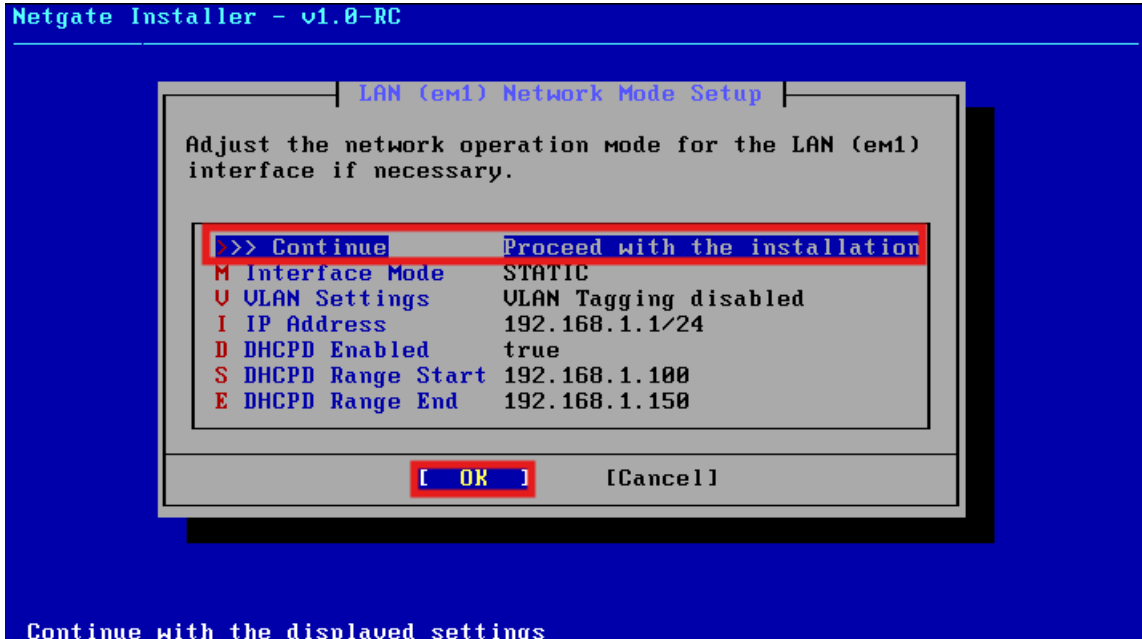 Netgate Installer - v1.0-RC
LAN (em1) Network Mode Setup
Adjust the network operation mode for the LAN (em1)
interface if necessary.
>>> Continue Proceed with the installation
M Interface Mode STATIC
V VLAN Settings VLAN Tagging disabled
I IP Address 192.168.1.1/24
D DHCPD Enabled true
S DHCPD Range Start 192.168.1.100
E DHCPD Range End 192.168.1.150
[ OK ] [Cancel]
Continue with the displayed settings